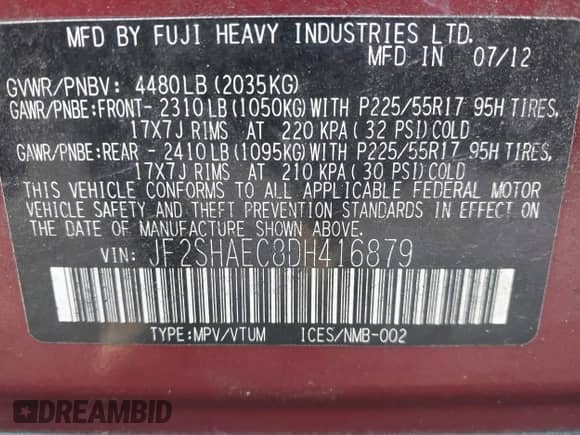 MFD BY FUJI HEAVY INDUSTRIES LTD.
MFD IN 07/12
GVWR/PNBV: 4480LB (2035KG)
GAWR/PNBE:FRONT- 2310LB(1050KG)WITH P225/55R17 95H TIRES,
17X7J RIMS AT 220 KPA ( 32 PSI)COLD
GAWR/PNBE:REAR - 2410LB(1095KG)WITH P225/55R17 95H TIRES,
17X7J RIMS AT 210 KPA( 30 PSI)COLD
THIS VEHICLE CONFORMS TO ALL APPLICABLE FEDERAL MOTOR
VEHICLE SAFETY AND BUMPER STANDARDS IN EFFECT ON
THE DATE OF MANUFACTURE SHOWN ABOVE.
VIN: JF2SHAEC8DH416879
TYPE:MPV/VTUM ICES/NMB-002
DREAMBID